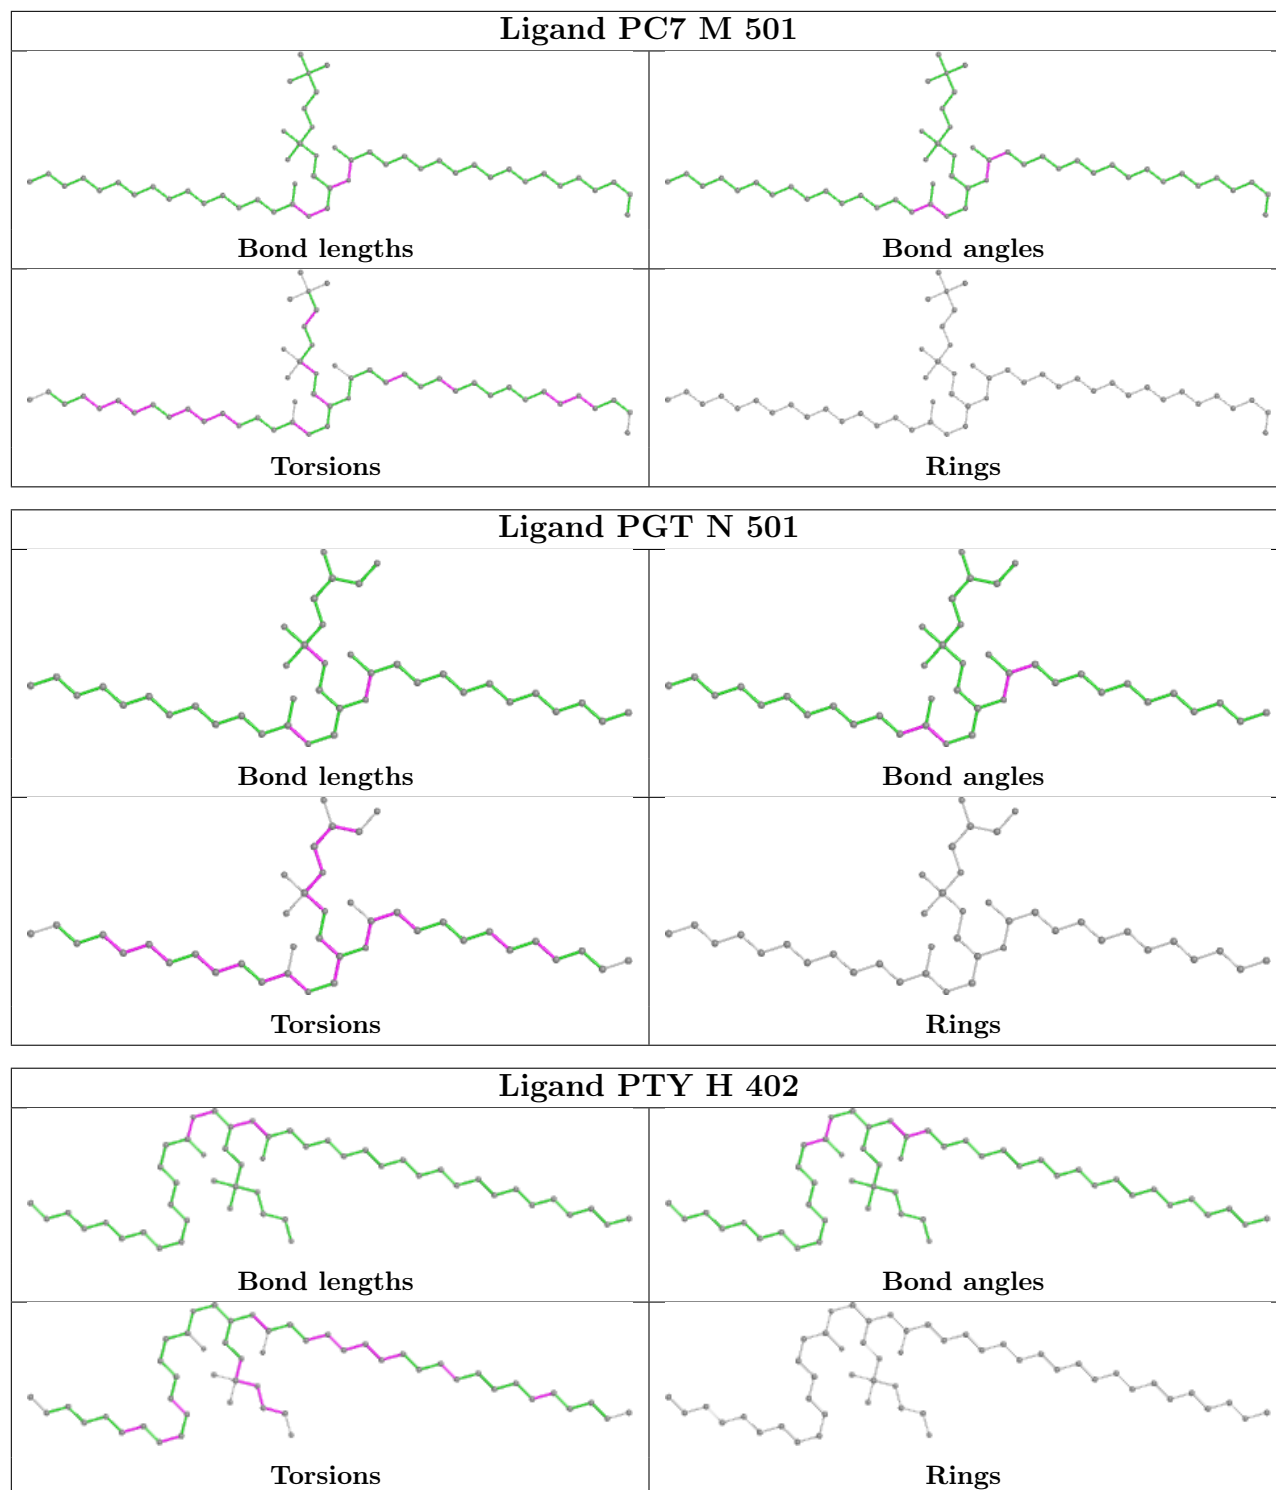 Ligand PC7 M 501
Bond lengths
Bond angles
Torsions
Rings
Ligand PGT N 501
Bond lengths
Bond angles
Torsions
Rings
Ligand PTY H 402
Bond lengths
Bond angles
Torsions
Rings